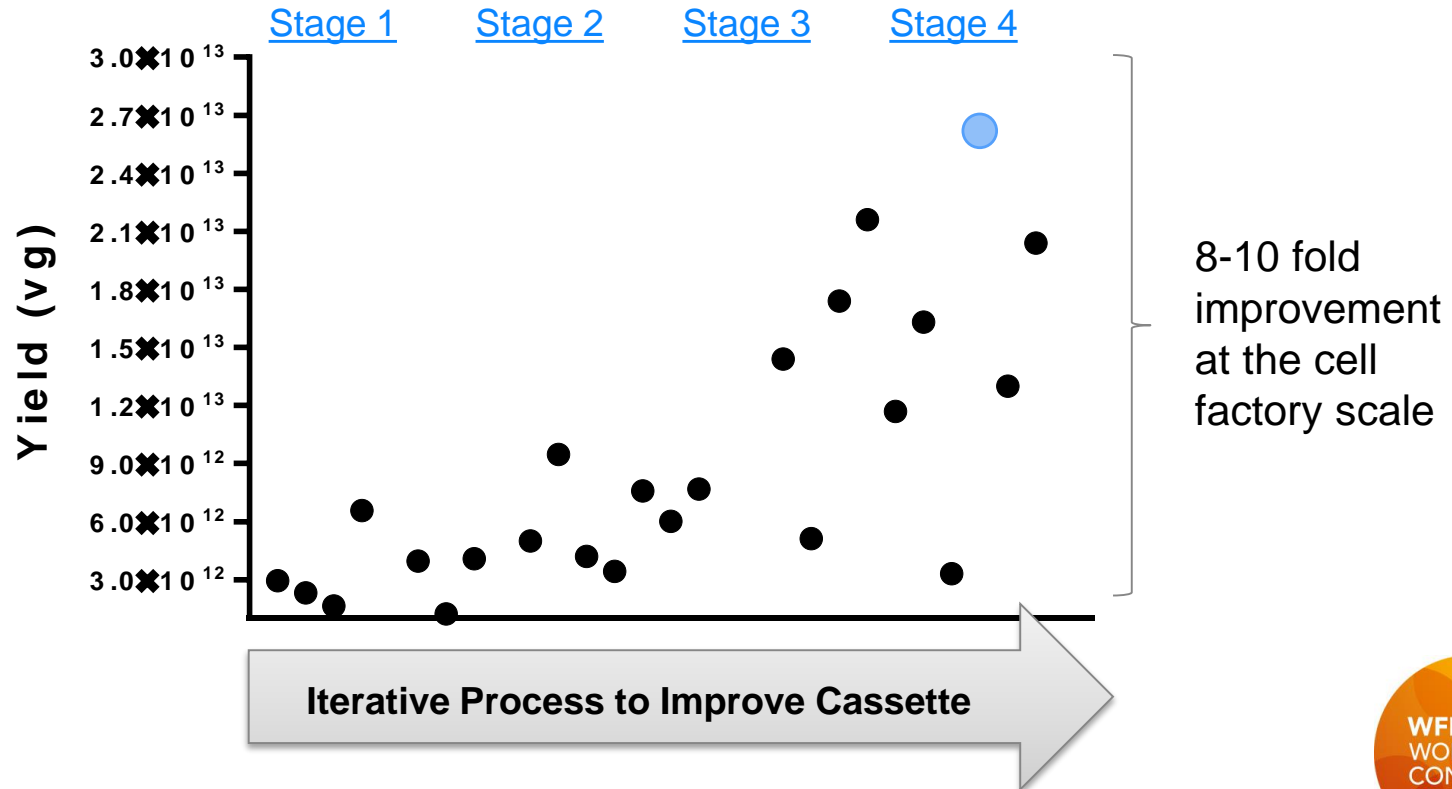 Stage 1 Stage 2 Stage 3 Stage 4
3.0✖10 13
2.7✖10 13
2.4✖10 13
2.1✖10 13
1.8✖10 13
1.5✖10 13
1.2✖10 13
9.0✖10 12
6.0✖10 12
3.0✖10 12
Yield (vg)
8-10 fold
improvement
at the cell
factory scale
Iterative Process to Improve Cassette